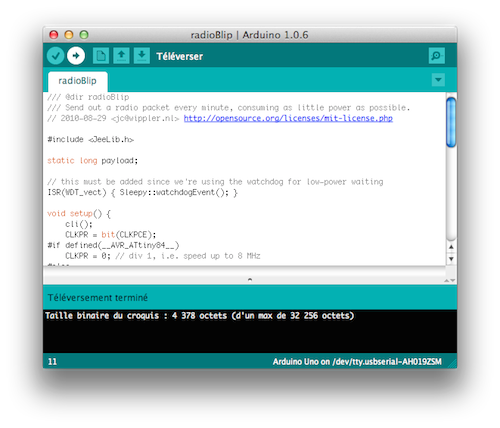 radioBlip | Arduino 1.0.6
Téléverser
radioBlip
/// @dir radioBlip
/// Send out a radio packet every minute, consuming as little power as possible.
// 2010-08-29 <jc@wippler.nl> http://opensource.org/licenses/mit-license.php
#include <JeeLib.h>
static long payload;
// this must be added since we're using the watchdog for low-power waiting
ISR(WDT_vect) { Sleepy::watchdogEvent(); }
void setup() {
cli();
CLKPR = bit(CLKPCE);
#if defined(__AVR_ATtiny84__)
CLKPR = 0; // div 1, i.e. speed up to 8 MHz
Téléversement terminé
Taille binaire du croquis : 4 378 octets (d'un max de 32 256 octets)
11
Arduino Uno on /dev/tty.usbserial-AH019ZSM